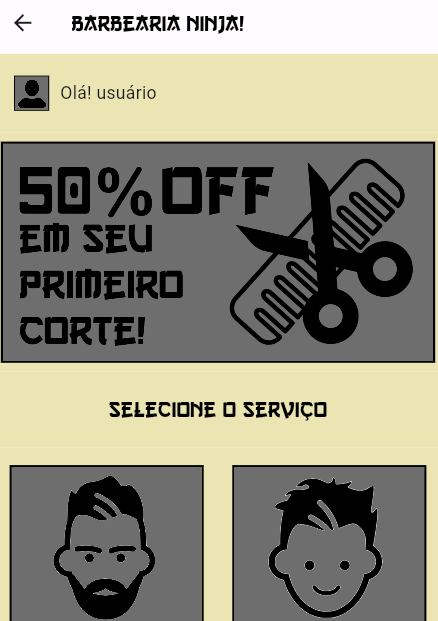 BARBEARIA NINJA!
Olá! usuário
50%OFF
EM SEU
PRIMEIRO
CORTE!
SELECIONE O SERVIÇO